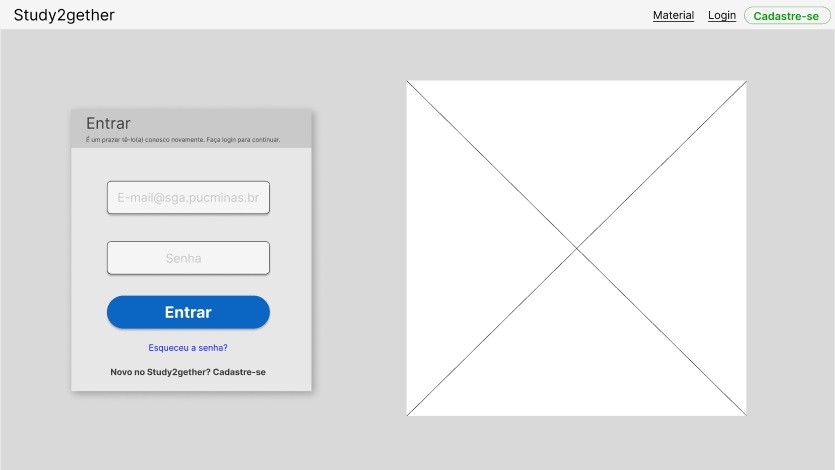 Study2gether
Material Login Cadastre-se
Entrar
É um prazer tê-lo(a) conosco novamente. Faça login para continuar.
E-mail@sga.pucminas.br
Senha
Entrar
Esqueceu a senha?
Novo no Study2gether? Cadastre-se